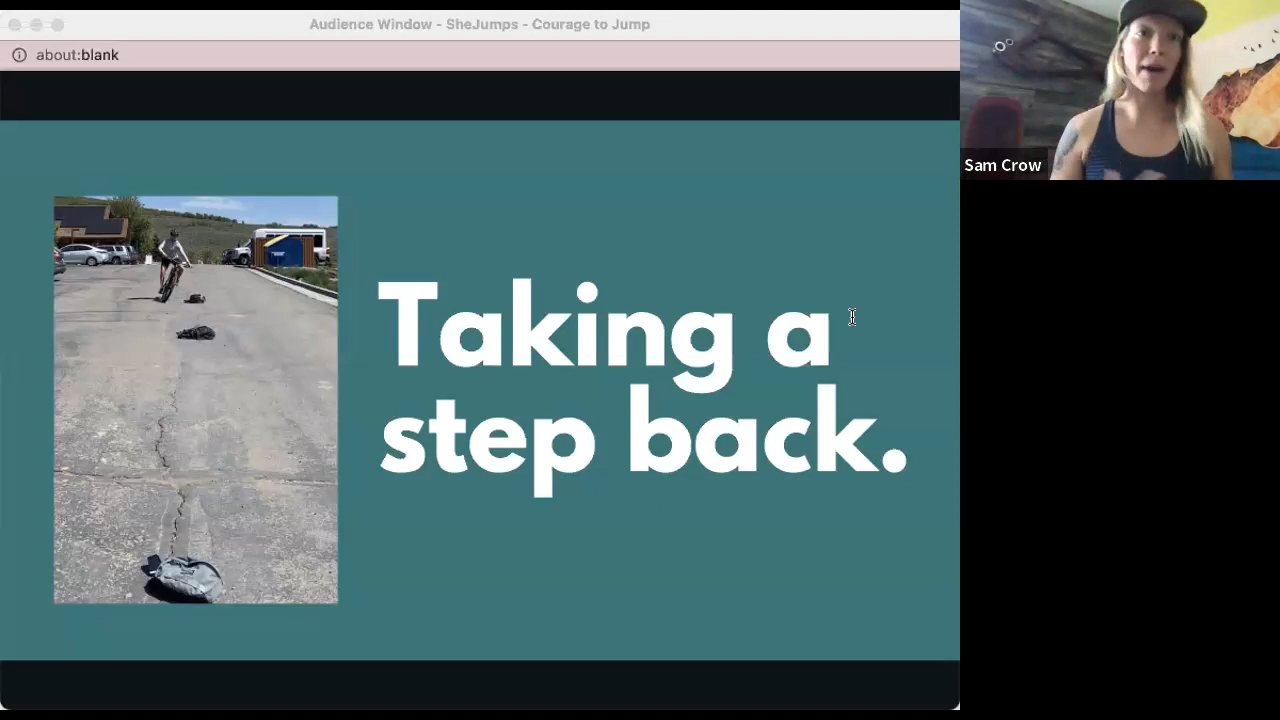 Audience Window - SheJumps - Courage to Jump
about:blank
Sam Crow
Taking a
step back.